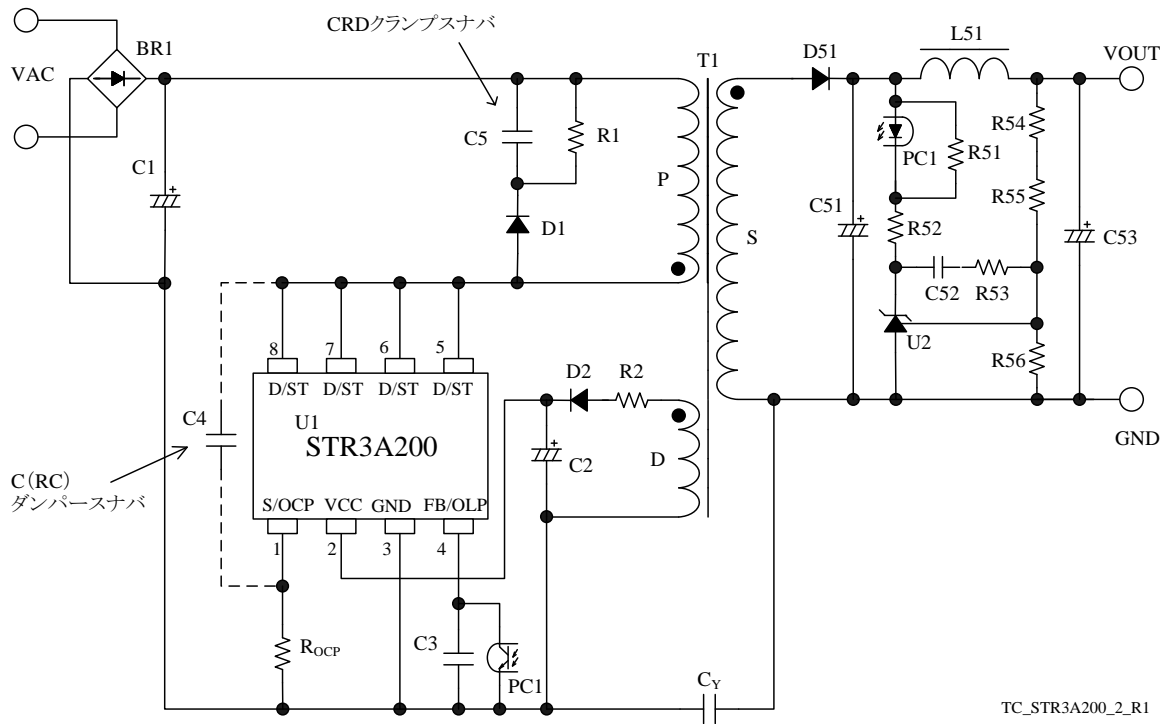 CRDクランプスナバ
BR1
VAC
C1
C5
R1
P
D1
T1
S
D51
L51
VOUT
PC1
R51
R54
R55
C51
R52
C53
C52
R53
U2
R56
GND
8
7
6
5
D/ST
D/ST
D/ST
D/ST
U1
STR3A200
S/OCP
VCC
GND
FB/OLP
1
2
3
4
C4
C(RC)
ダンパースナバ
D2
R2
C2
D
ROCP
C3
PC1
CY
TC_STR3A200_2_R1